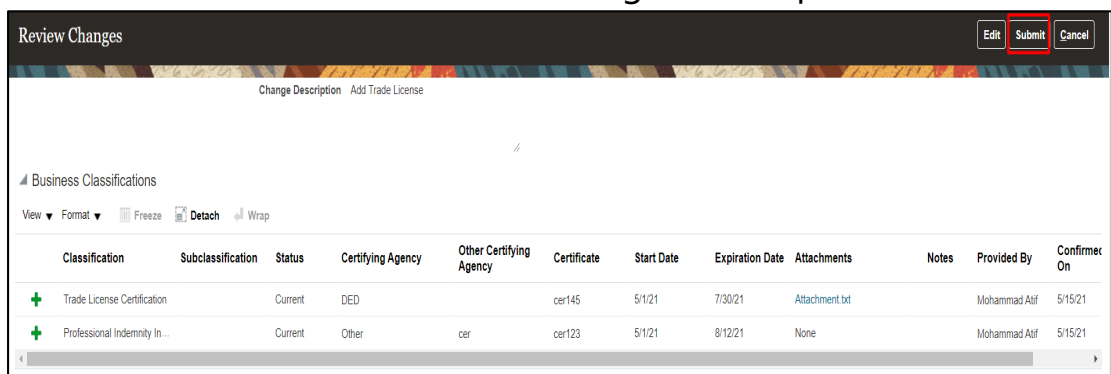 Review Changes
Edit Submit Cancel
Change Description Add Trade License
Business Classifications
View Format Freeze Detach Wrap
Classification Subclassification Status Certifying Agency Other Certifying Agency Certificate Start Date Expiration Date Attachments Notes Provided By Confirmed On
Trade License Certification Current DED cer145 5/1/21 7/30/21 Attachment.txt Mohammad Atif 5/15/21
Professional Indemnity In... Current Other cer cer123 5/1/21 8/12/21 None Mohammad Atif 5/15/21